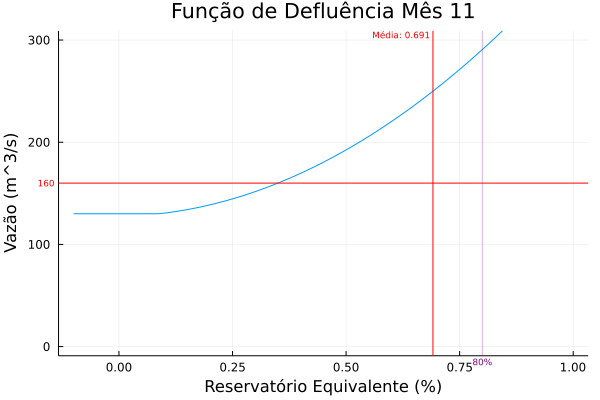 Função de Defluência Mês 11
Média: 0.691
300
200
160
100
0
Vazão (m^3/s)
0.00
0.25
0.50
0.75
80%
1.00
Reservatório Equivalente (%)